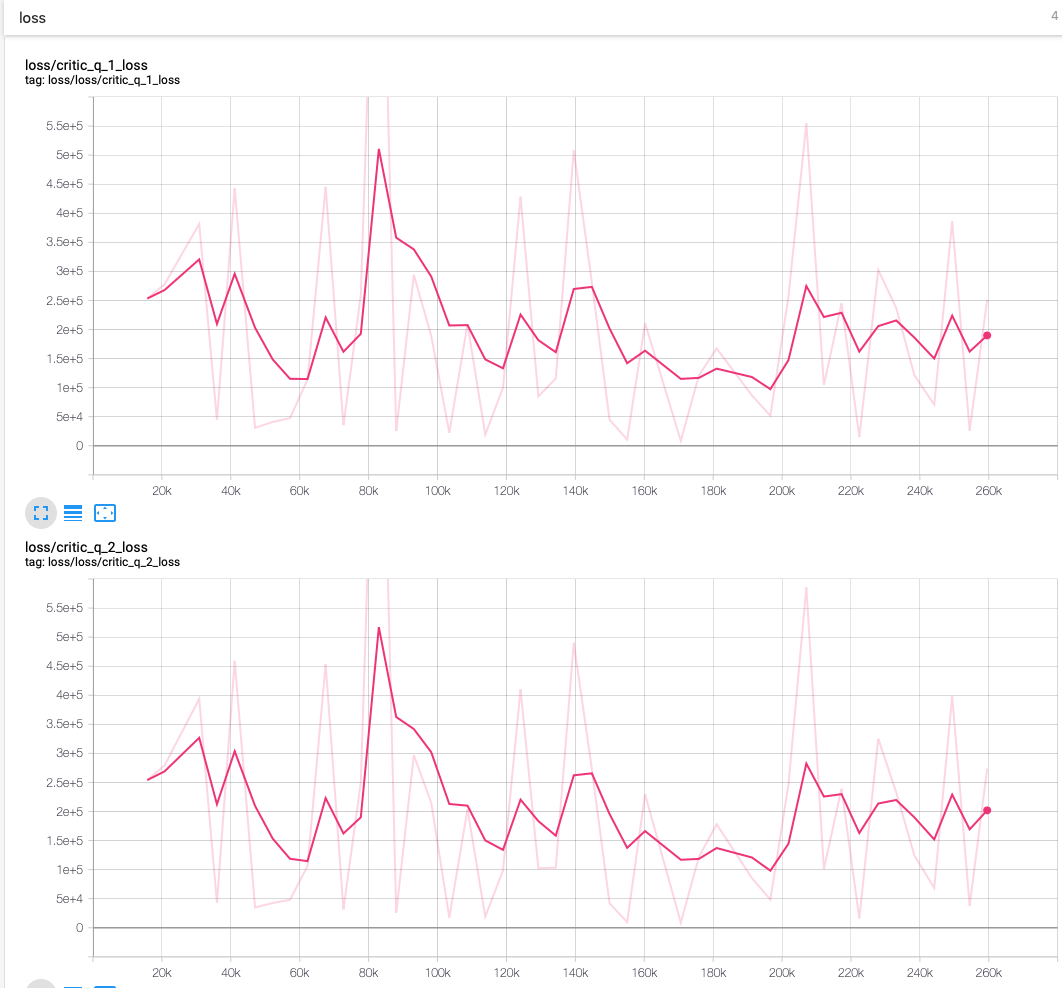 loss
4
loss/critic_q_1_loss
tag: loss/loss/critic_q_1_loss
5.5e+5
5e+5
4.5e+5
4e+5
3.5e+5
3e+5
2.5e+5
2e+5
1.5e+5
1e+5
5e+4
0
20k 40k 60k 80k 100k 120k 140k 160k 180k 200k 220k 240k 260k
loss/critic_q_2_loss
tag: loss/loss/critic_q_2_loss
5.5e+5
5e+5
4.5e+5
4e+5
3.5e+5
3e+5
2.5e+5
2e+5
1.5e+5
1e+5
5e+4
0
20k 40k 60k 80k 100k 120k 140k 160k 180k 200k 220k 240k 260k